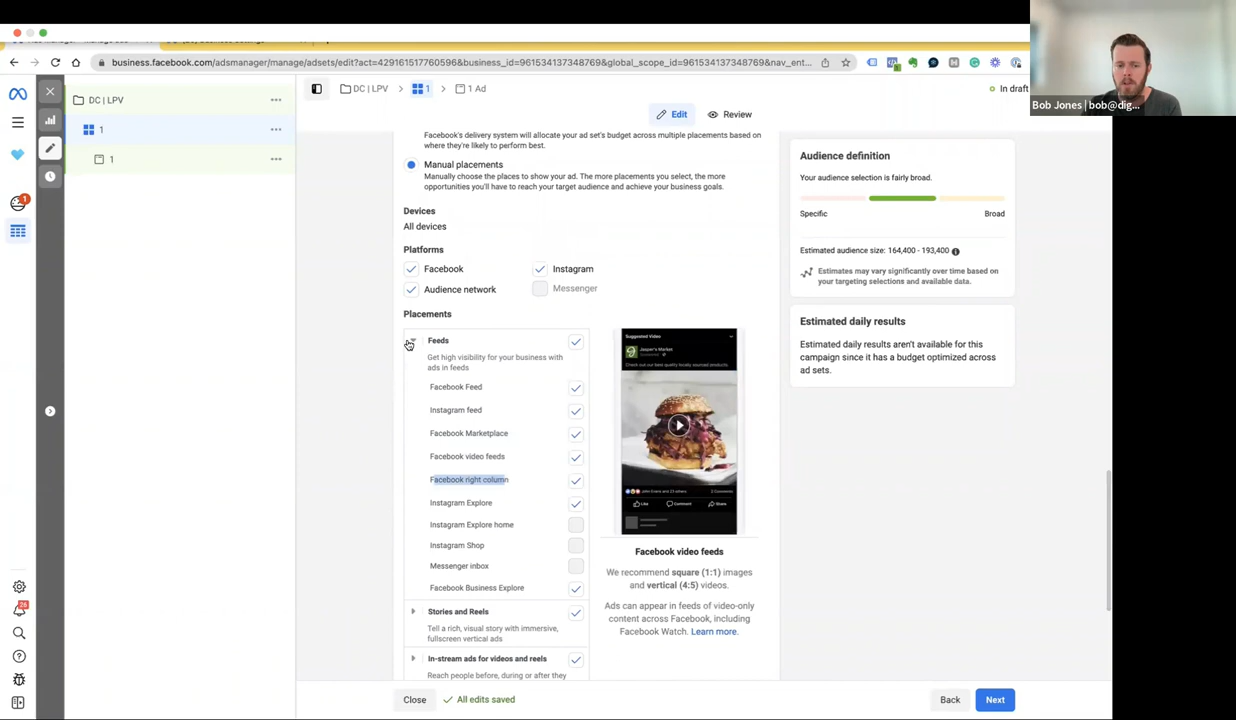 business.facebook.com/adsmanager/manage/adsets/edit?act=429161517760596&business_id=961534137348769&global_scope_id=961534137348769&nav_ent...
Bob Jones | bob@dig...
DC | LPV
1
1
DC | LPV
1
1 Ad
In draft
Edit
Review
Facebook's delivery system will allocate your ad set's budget across multiple placements based on
where they're likely to perform best.
Manual placements
Manually choose the places to show your ad. The more placements you select, the more
opportunities you'll have to reach your target audience and achieve your business goals.
Devices
All devices
Platforms
Facebook
Instagram
Audience network
Messenger
Placements
Feeds
Get high visibility for your business with
ads in feeds
Facebook Feed
Instagram feed
Facebook Marketplace
Facebook video feeds
Facebook right column
Instagram Explore
Instagram Explore home
Instagram Shop
Messenger inbox
Facebook Business Explore
Stories and Reels
Tell a rich, visual story with immersive,
fullscreen vertical ads
In-stream ads for videos and reels
Reach people before, during or after they
Suggested Video
Jasper's Market
Like
Comment
Share
Facebook video feeds
We recommend square (1:1) images
and vertical (4:5) videos.
Ads can appear in feeds of video-only
content across Facebook, including
Facebook Watch. Learn more.
Audience definition
Your audience selection is fairly broad.
Specific
Broad
Estimated audience size: 164,400 - 193,400
Estimates may vary significantly over time based on
your targeting selections and available data.
Estimated daily results
Estimated daily results aren't available for this
campaign since it has a budget optimized across
ad sets.
1
26
Close
All edits saved
Back
Next